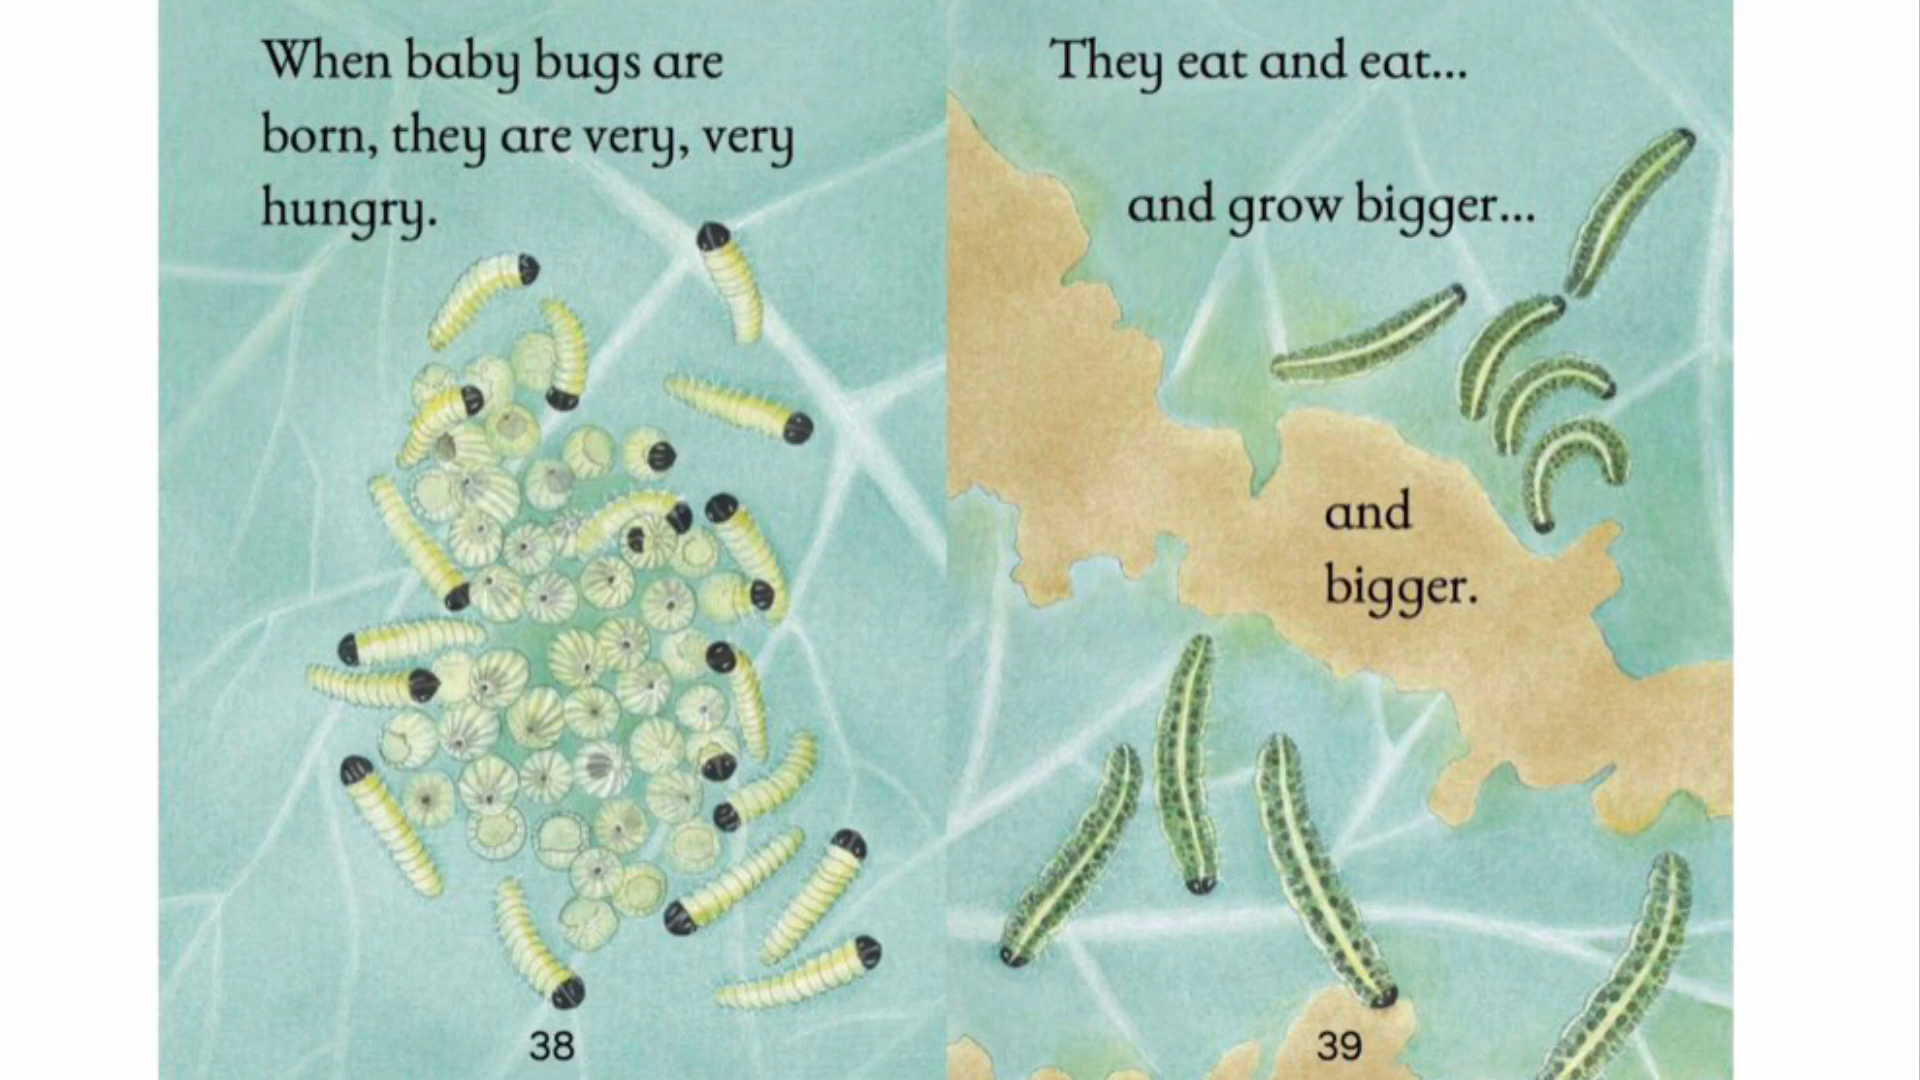 When baby bugs are
born, they are very, very
hungry.
38
They eat and eat...
and grow bigger...
and
bigger.
39